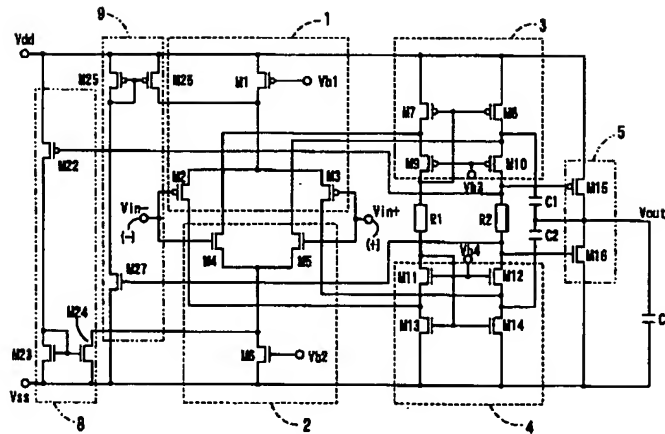 9
1
3
Vdd
M25
M26
M1
Vb1
M7
M8
5
M22
M9
M10
Vb3
M2
M3
M15
C1
Vin-
(-)
Vin+
(+)
R1
R2
Vout
C2
M4
M5
Vb4
M16
M27
M11
M12
C
M24
M13
M14
M23
M6
Vb2
Vss
8
2
4